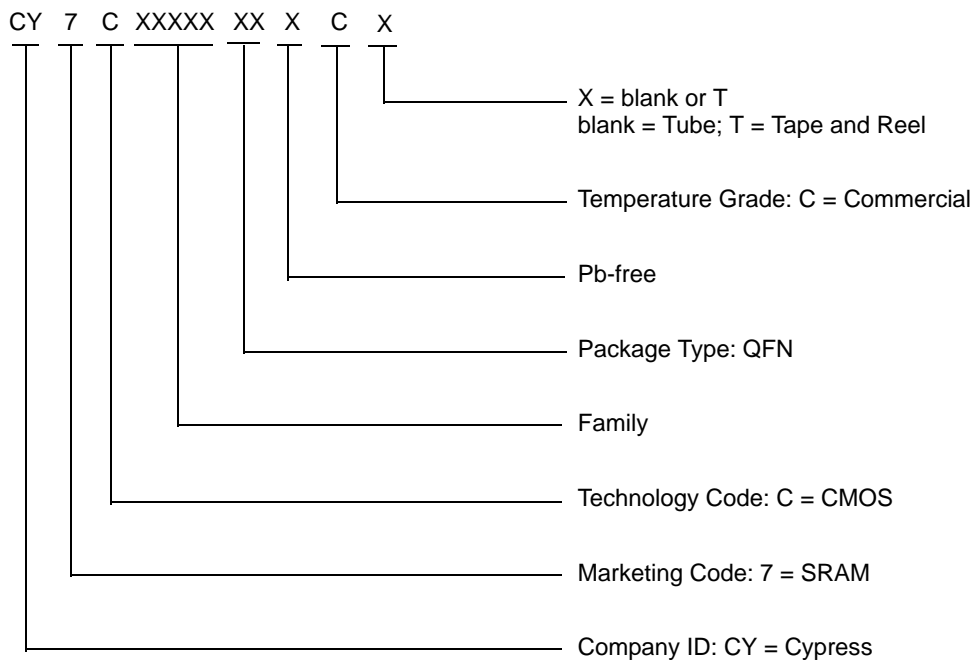 CY 7 C XXXXX XX X C X
X = blank or T
blank = Tube; T = Tape and Reel
Temperature Grade: C = Commercial
Pb-free
Package Type: QFN
Family
Technology Code: C = CMOS
Marketing Code: 7 = SRAM
Company ID: CY = Cypress